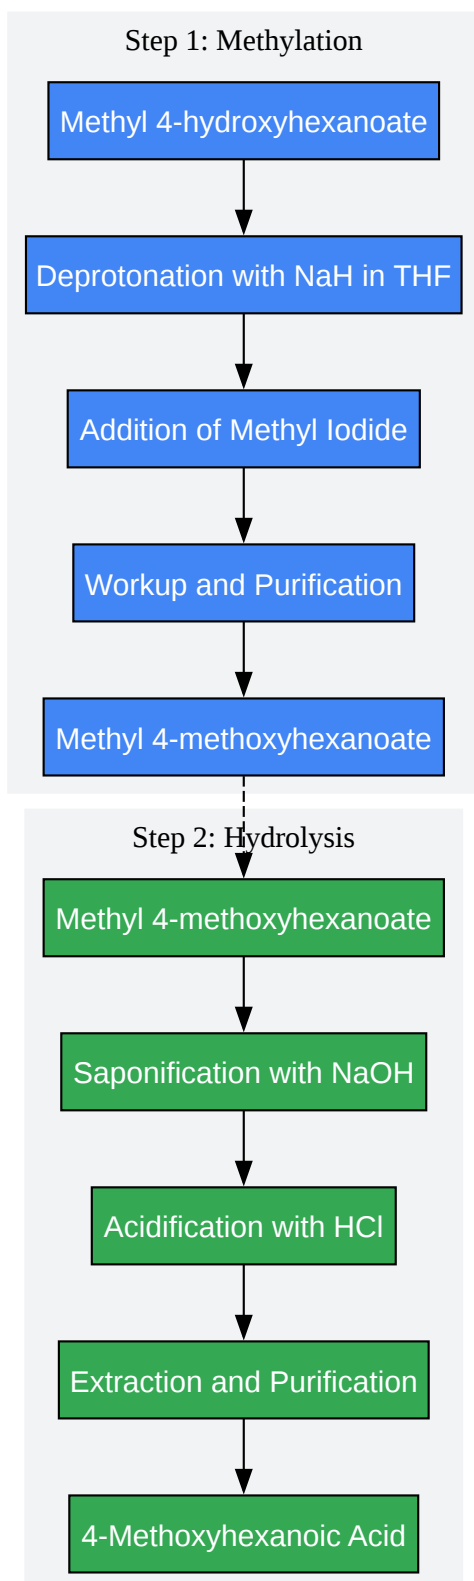 Step 1: Methylation
Methyl 4-hydroxyhexanoate
Deprotonation with NaH in THF
Addition of Methyl Iodide
Workup and Purification
Methyl 4-methoxyhexanoate
Step 2: Hydrolysis
Methyl 4-methoxyhexanoate
Saponification with NaOH
Acidification with HCl
Extraction and Purification
4-Methoxyhexanoic Acid